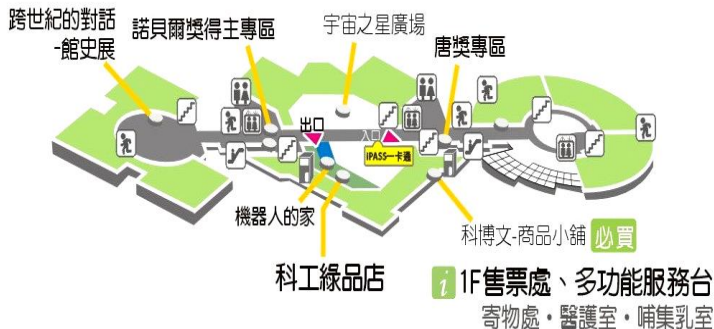 跨世紀的對話
-館史展
諾貝爾獎得主專區
宇宙之星廣場
唐獎專區
出口
入口
iPASS一卡通
機器人的家
科工綠品店
科博文-商品小舖 必買
i 1F售票處、多功能服務台
寄物處・醫護室・哺集乳室